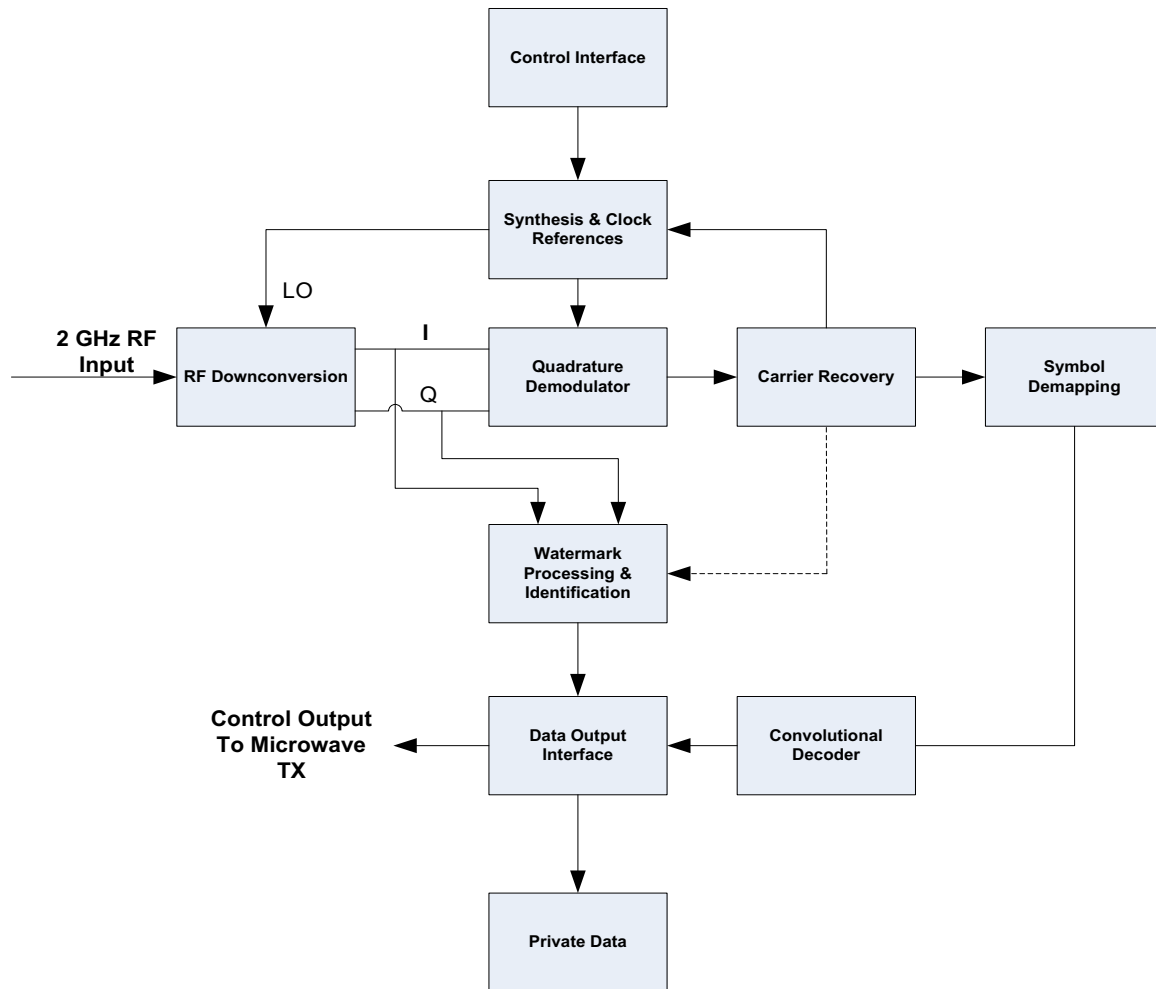 Control Interface
Synthesis & Clock
References
LO
2 GHz RF
Input
RF Downconversion
I
Q
Quadrature
Demodulator
Carrier Recovery
Symbol
Demapping
Watermark
Processing &
Identification
Control Output
To Microwave
TX
Data Output
Interface
Convolutional
Decoder
Private Data